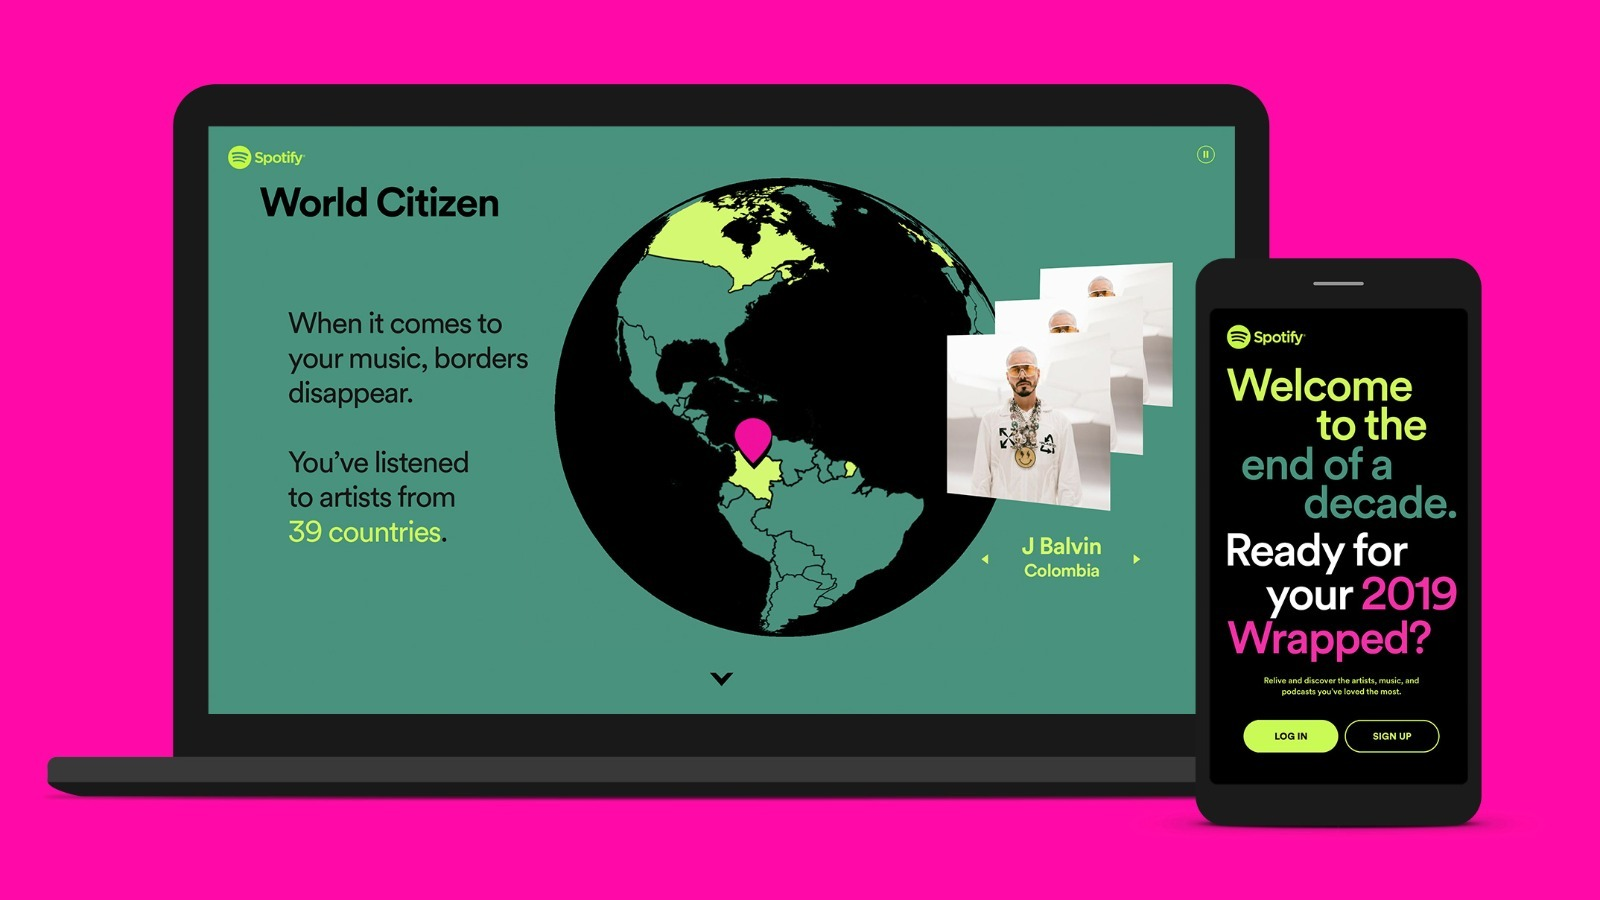 Spotify
World Citizen
When it comes to
your music, borders
disappear.
You’ve listened
to artists from
39 countries.
J Balvin
Colombia
Spotify
Welcome
to the
end of a
decade.
Ready for
your 2019
Wrapped?
Relive and discover the artists, music, and
podcasts you’ve loved the most.
LOG IN
SIGN UP